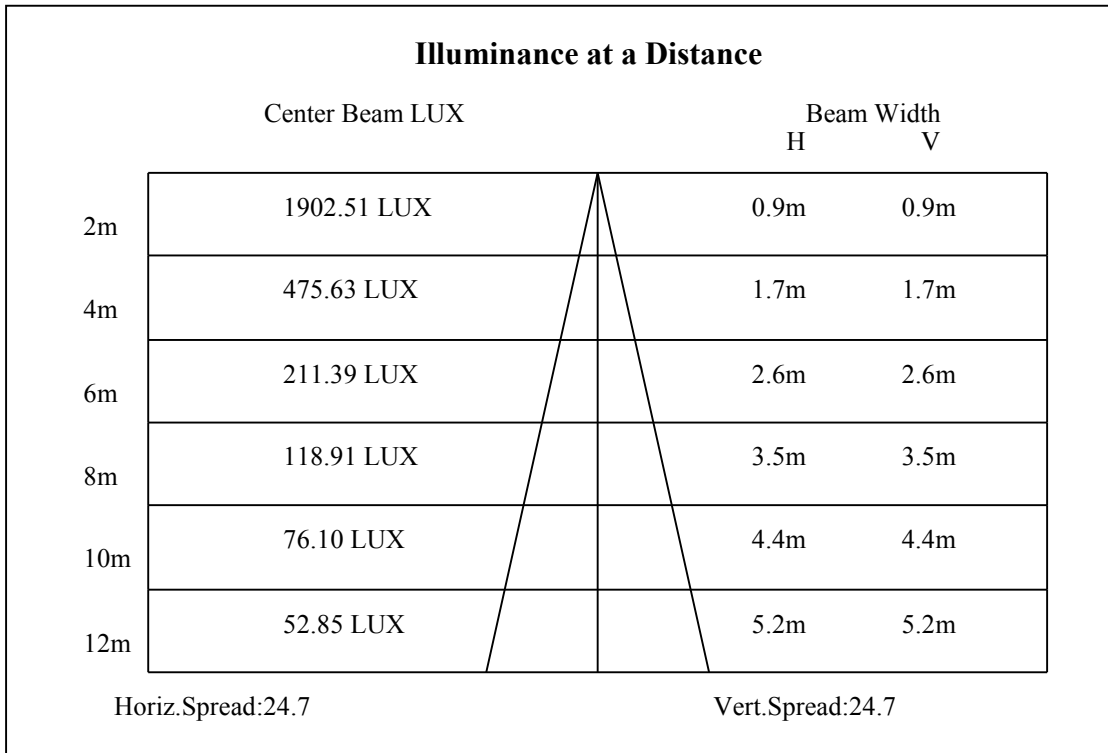 Illuminance at a Distance
Center Beam LUX Beam Width
H V
2m 1902.51 LUX 0.9m 0.9m
4m 475.63 LUX 1.7m 1.7m
6m 211.39 LUX 2.6m 2.6m
8m 118.91 LUX 3.5m 3.5m
10m 76.10 LUX 4.4m 4.4m
12m 52.85 LUX 5.2m 5.2m
Horiz.Spread:24.7 Vert.Spread:24.7